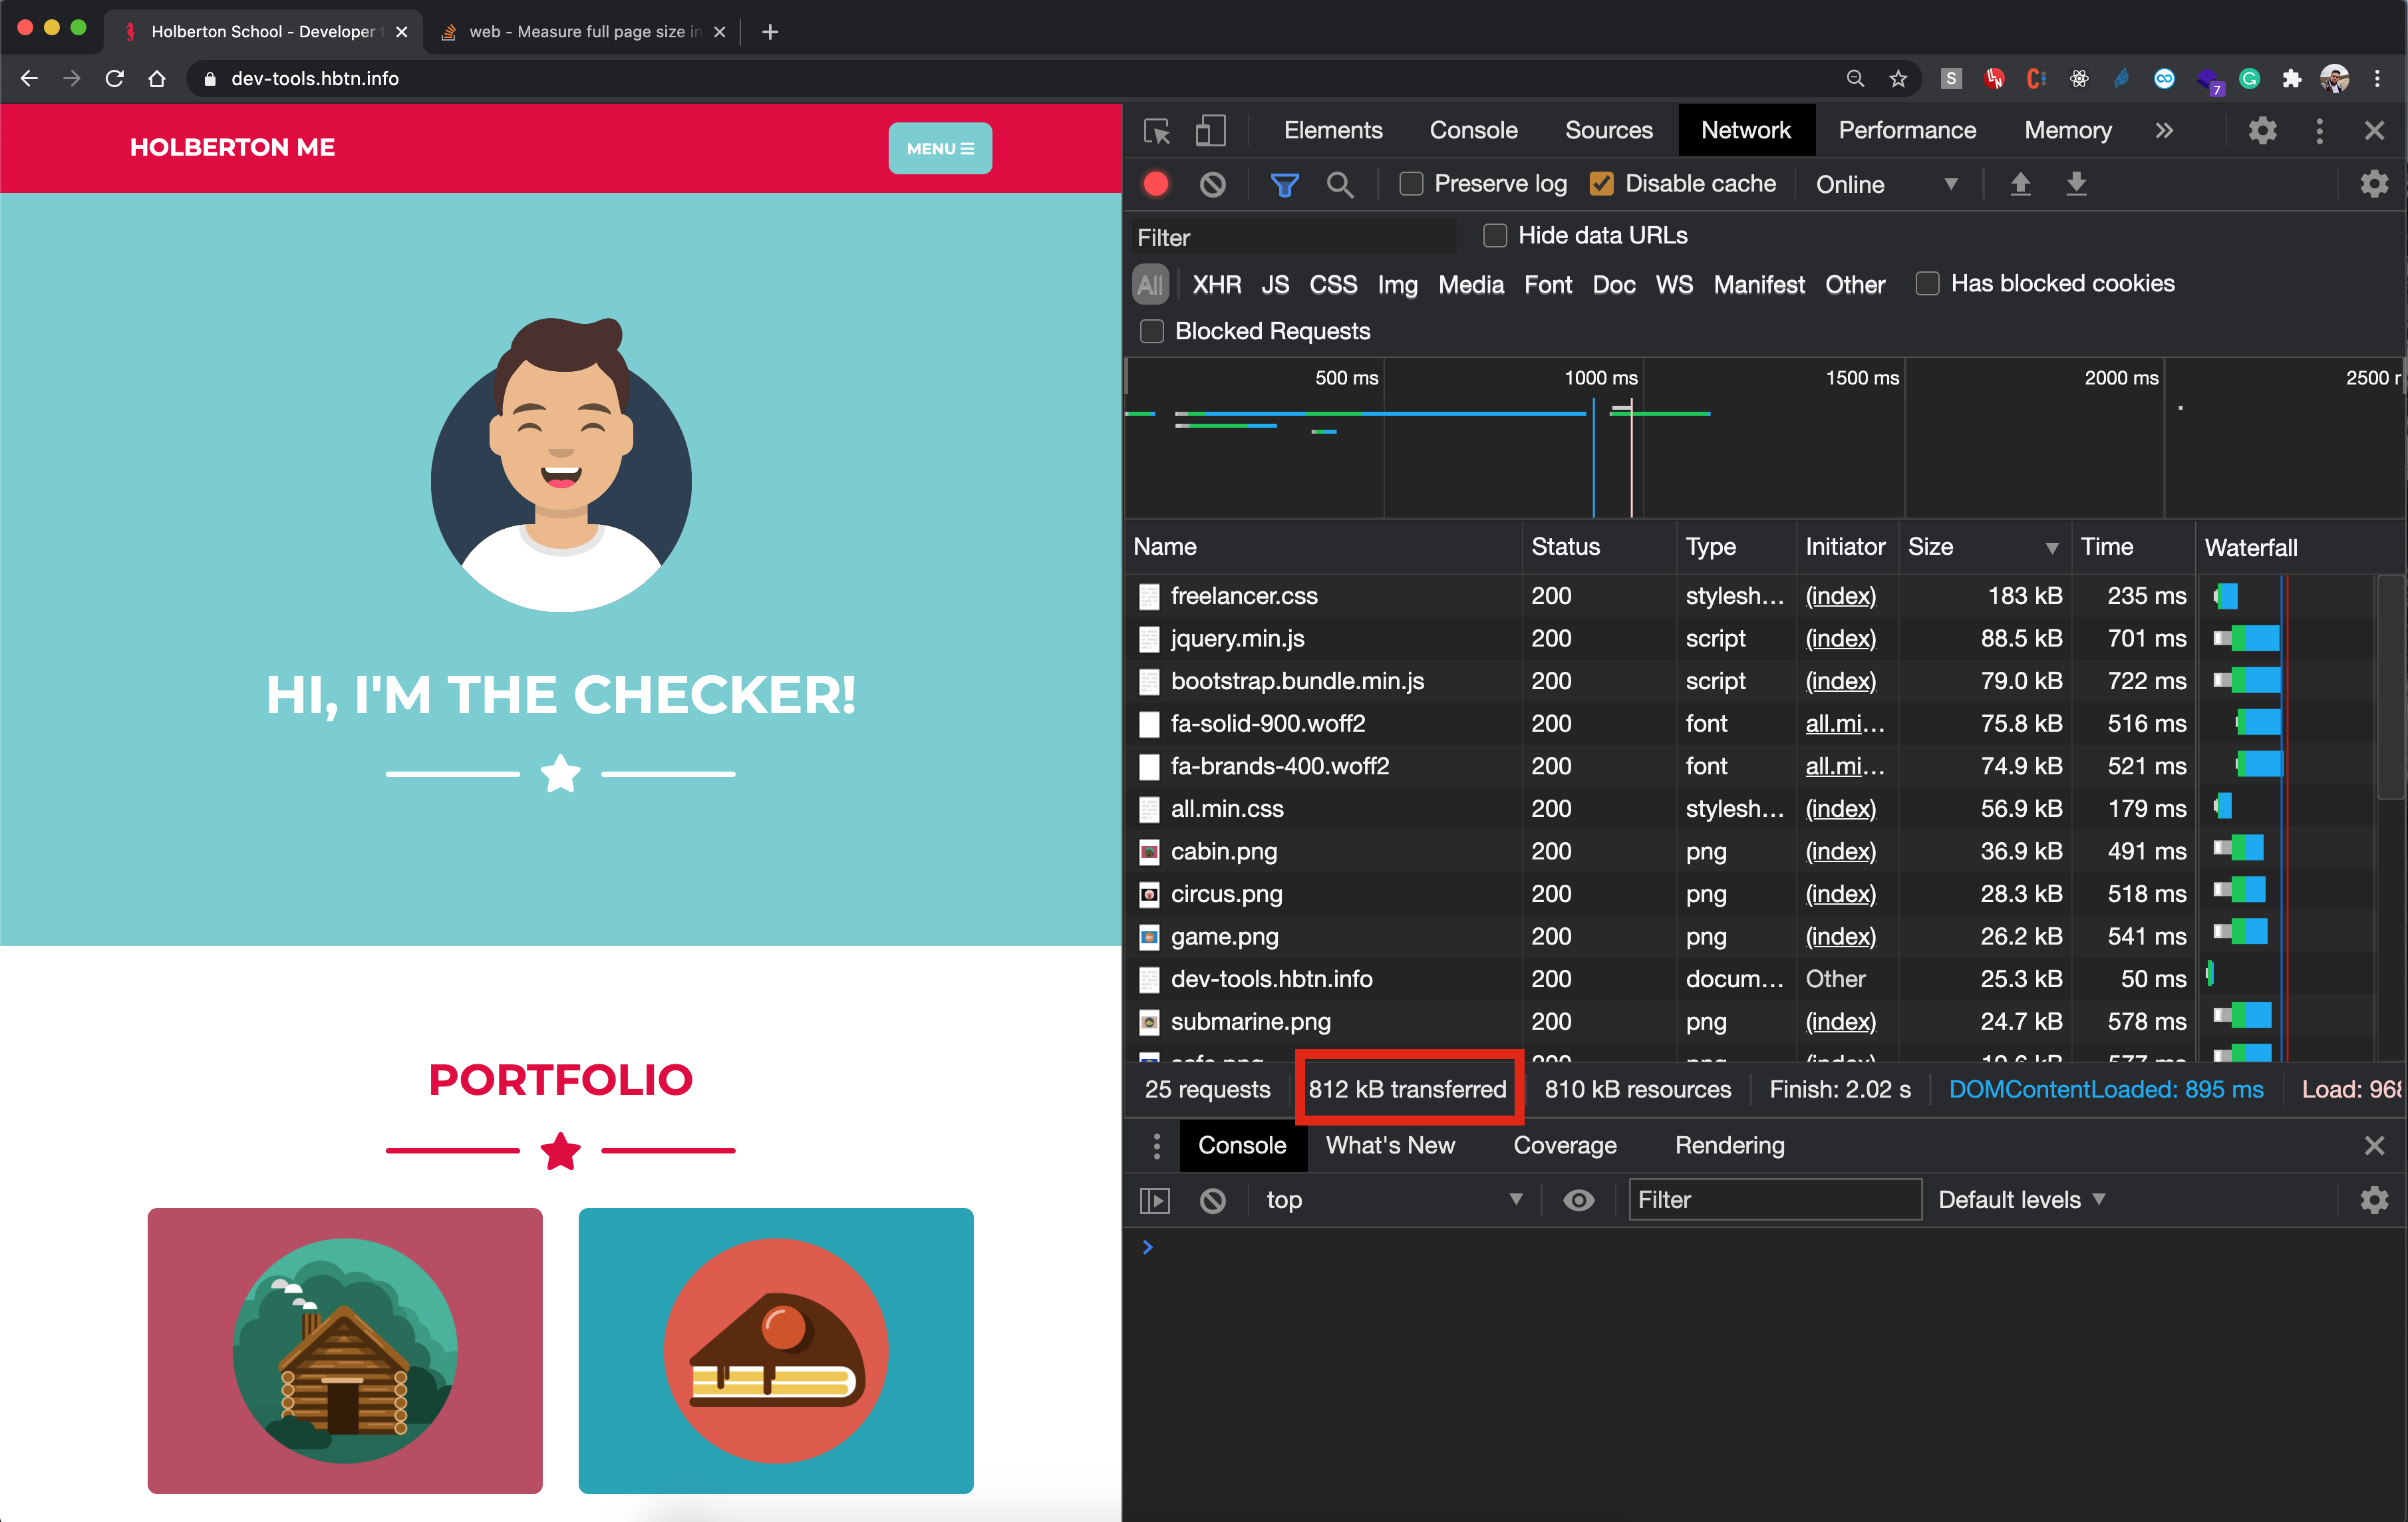 Holberton School - Developer
web - Measure full page size in
dev-tools.hbtn.info
S
7
HOLBERTON ME
MENU
HI, I'M THE CHECKER!
PORTFOLIO
Elements Console Sources Network Performance Memory
Preserve log Disable cache Online
Filter Hide data URLs
All XHR JS CSS Img Media Font Doc WS Manifest Other Has blocked cookies
Blocked Requests
500 ms 1000 ms 1500 ms 2000 ms 2500
Name Status Type Initiator Size Time Waterfall
freelancer.css 200 stylesh… (index) 183 kB 235 ms
jquery.min.js 200 script (index) 88.5 kB 701 ms
bootstrap.bundle.min.js 200 script (index) 79.0 kB 722 ms
fa-solid-900.woff2 200 font all.mi… 75.8 kB 516 ms
fa-brands-400.woff2 200 font all.mi… 74.9 kB 521 ms
all.min.css 200 stylesh… (index) 56.9 kB 179 ms
cabin.png 200 png (index) 36.9 kB 491 ms
circus.png 200 png (index) 28.3 kB 518 ms
game.png 200 png (index) 26.2 kB 541 ms
dev-tools.hbtn.info 200 docum… Other 25.3 kB 50 ms
submarine.png 200 png (index) 24.7 kB 578 ms
25 requests 812 kB transferred 810 kB resources Finish: 2.02 s DOMContentLoaded: 895 ms Load: 968
Console What's New Coverage Rendering
top Filter Default levels